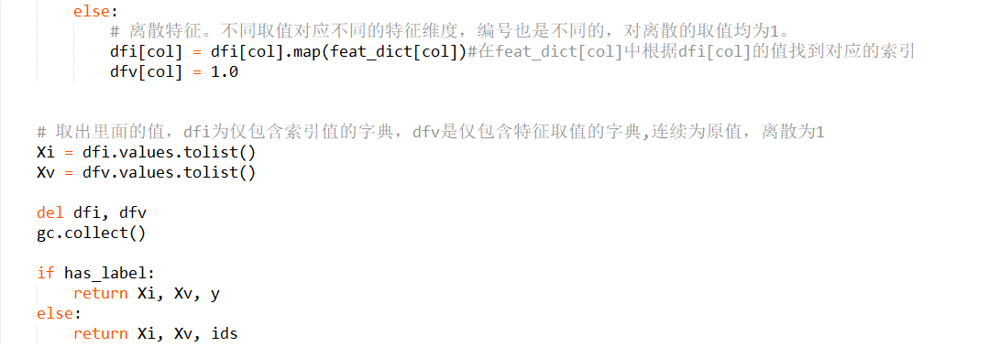 else:
# 离散特征。不同取值对应不同的特征维度，编号也是不同的，对离散的取值均为1。
dfi[col] = dfi[col].map(feat_dict[col])#在feat_dict[col]中根据dfi[col]的值找到对应的索引
dfv[col] = 1.0
# 取出里面的值，dfi为仅包含索引值的字典，dfv是仅包含特征取值的字典,连续为原值，离散为1
Xi = dfi.values.tolist()
Xv = dfv.values.tolist()
del dfi, dfv
gc.collect()
if has_label:
return Xi, Xv, y
else:
return Xi, Xv, ids